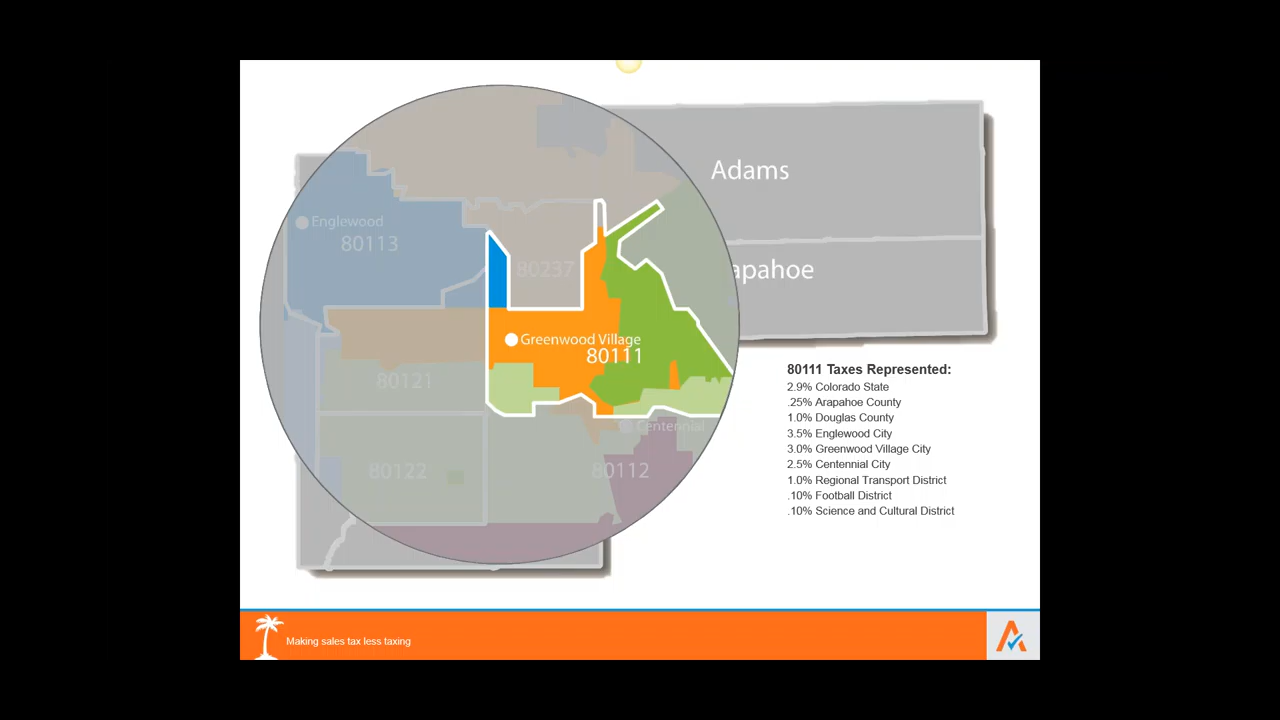 Adams
Englewood
80113
80237
apahoe
Greenwood Village
80111
80121
Centennial
80122
80112
80111 Taxes Represented:
2.9% Colorado State
.25% Arapahoe County
1.0% Douglas County
3.5% Englewood City
3.0% Greenwood Village City
2.5% Centennial City
1.0% Regional Transport District
.10% Football District
.10% Science and Cultural District
Making sales tax less taxing